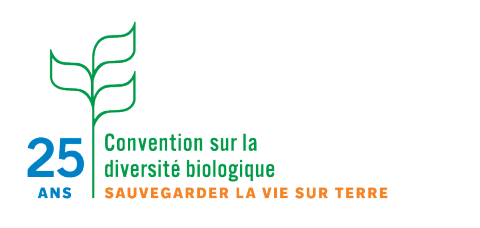 25
ANS
Convention sur la
diversité biologique
SAUVEGARDER LA VIE SUR TERRE